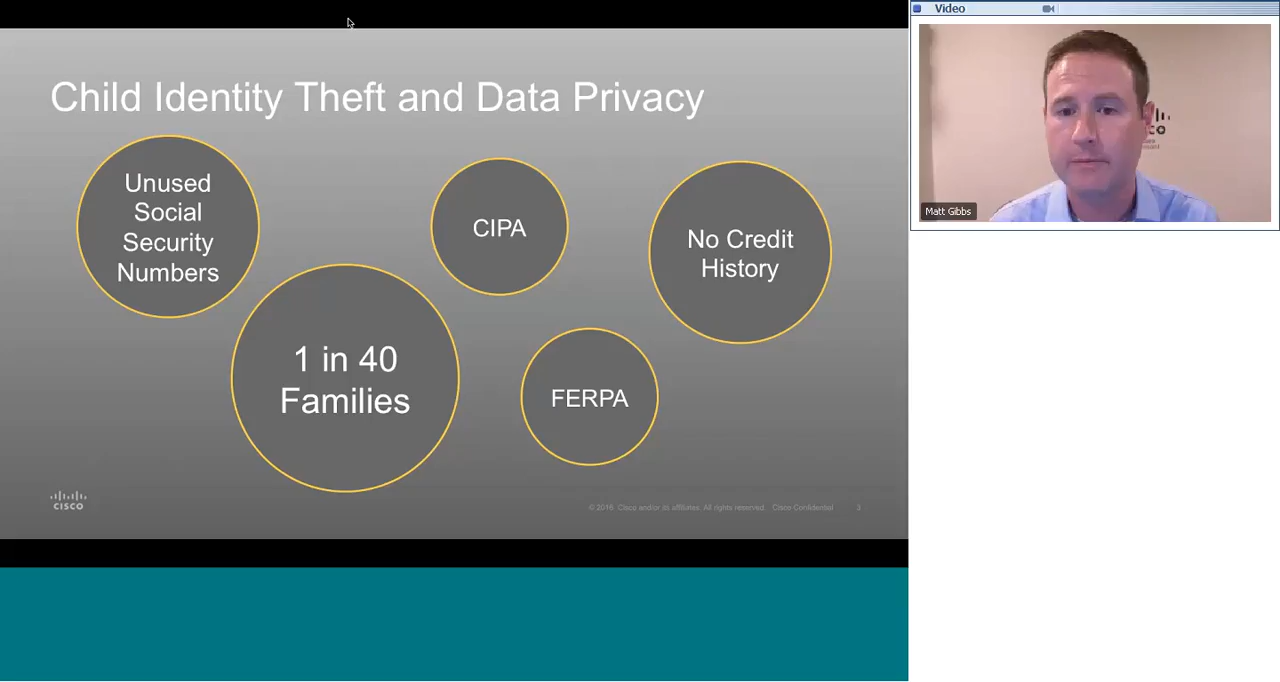 Child Identity Theft and Data Privacy
Unused
Social
Security
Numbers
CIPA
No Credit
History
1 in 40
Families
FERPA
CISCO
© 2016 Cisco and/or its affiliates. All rights reserved. Cisco Confidential 3
Video
Matt Gibbs